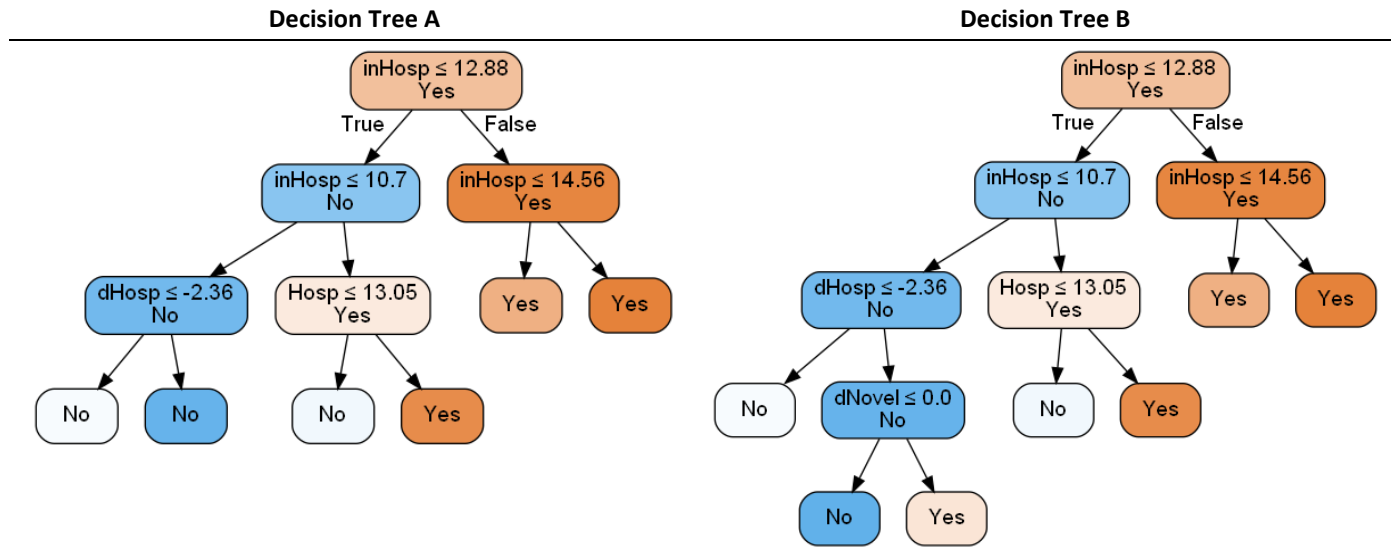 Decision Tree A
inHosp ≤ 12.88
Yes
True
False
inHosp ≤ 10.7
No
inHosp ≤ 14.56
Yes
dHosp ≤ -2.36
No
Hosp ≤ 13.05
Yes
Yes
Yes
No
No
No
Yes
Decision Tree B
inHosp ≤ 12.88
Yes
True
False
inHosp ≤ 10.7
No
inHosp ≤ 14.56
Yes
dHosp ≤ -2.36
No
Hosp ≤ 13.05
Yes
Yes
Yes
No
dNovel ≤ 0.0
No
No
Yes
No
Yes